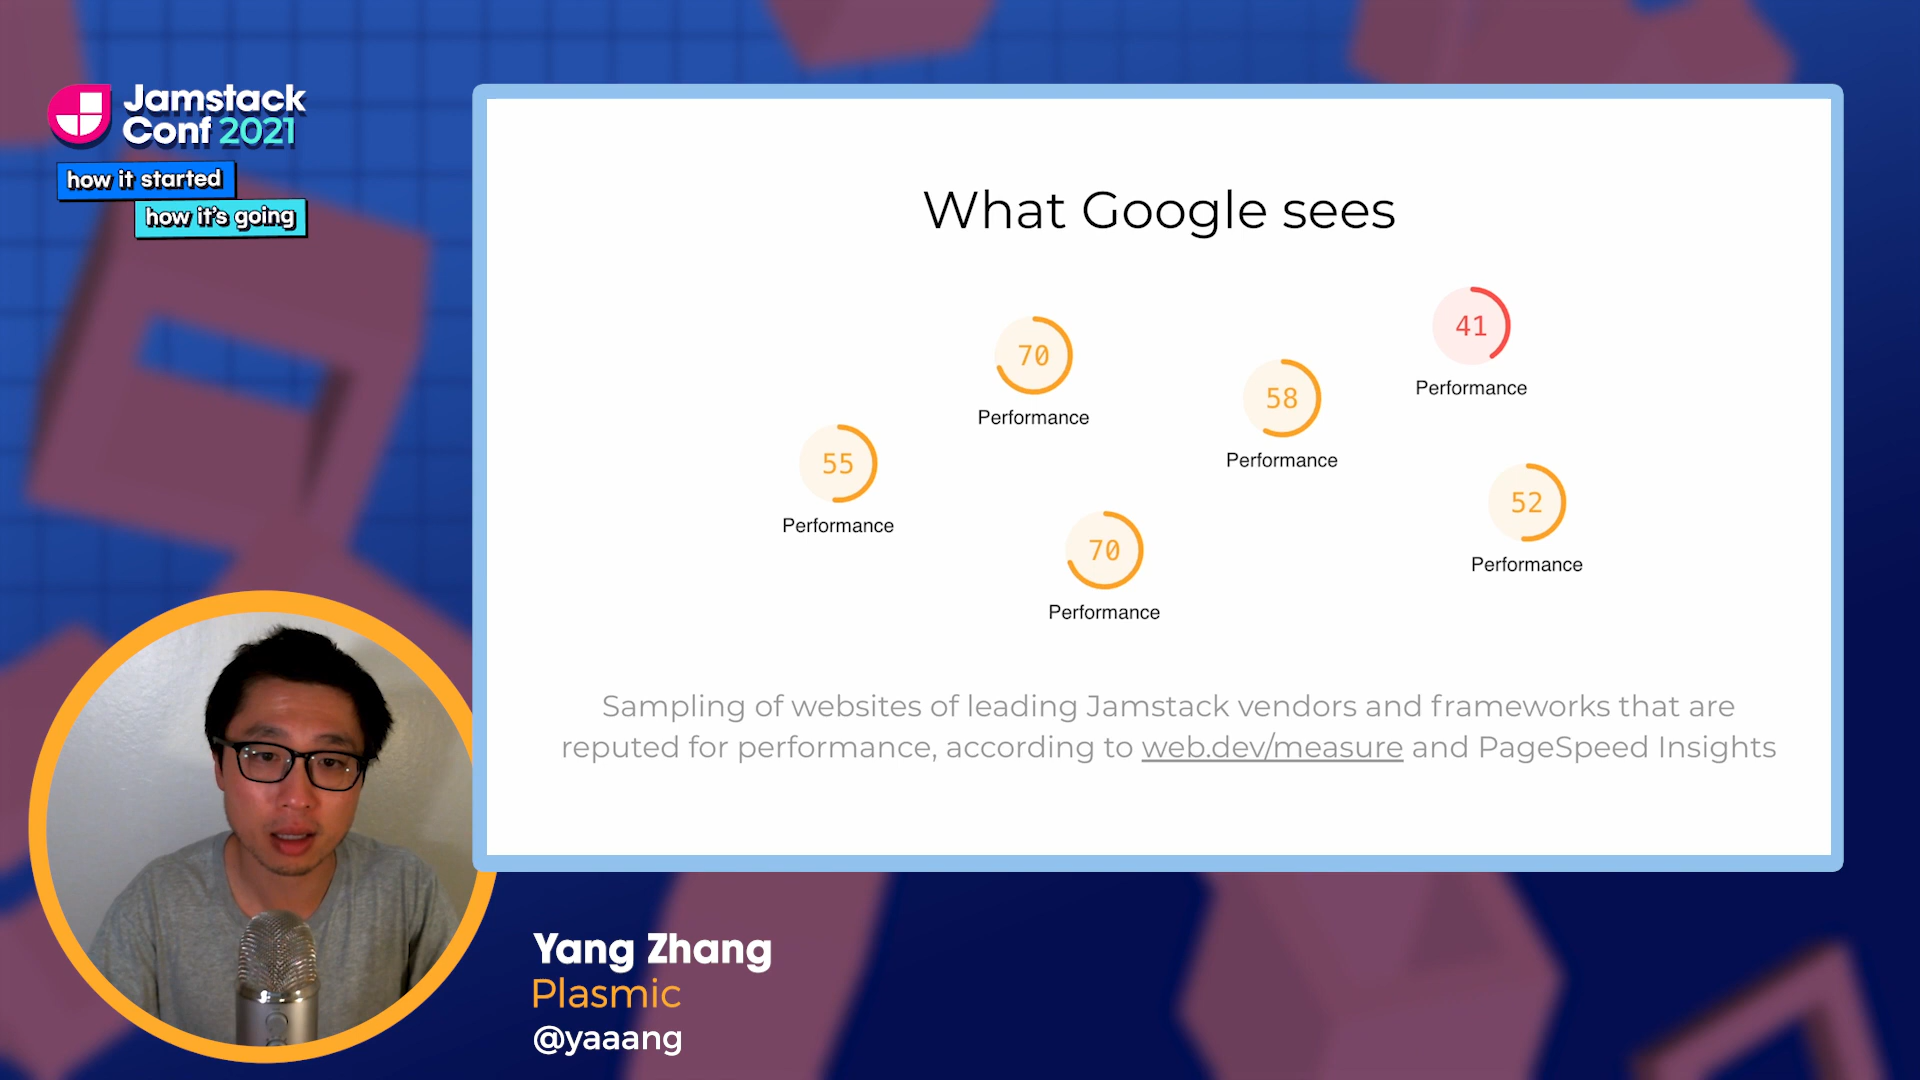 Jamstack
Conf 2021
how it started
how it's going
What Google sees
41
Performance
70
Performance
58
Performance
55
Performance
52
Performance
70
Performance
Sampling of websites of leading Jamstack vendors and frameworks that are
reputed for performance, according to web.dev/measure and PageSpeed Insights
Yang Zhang
Plasmic
@yaaang